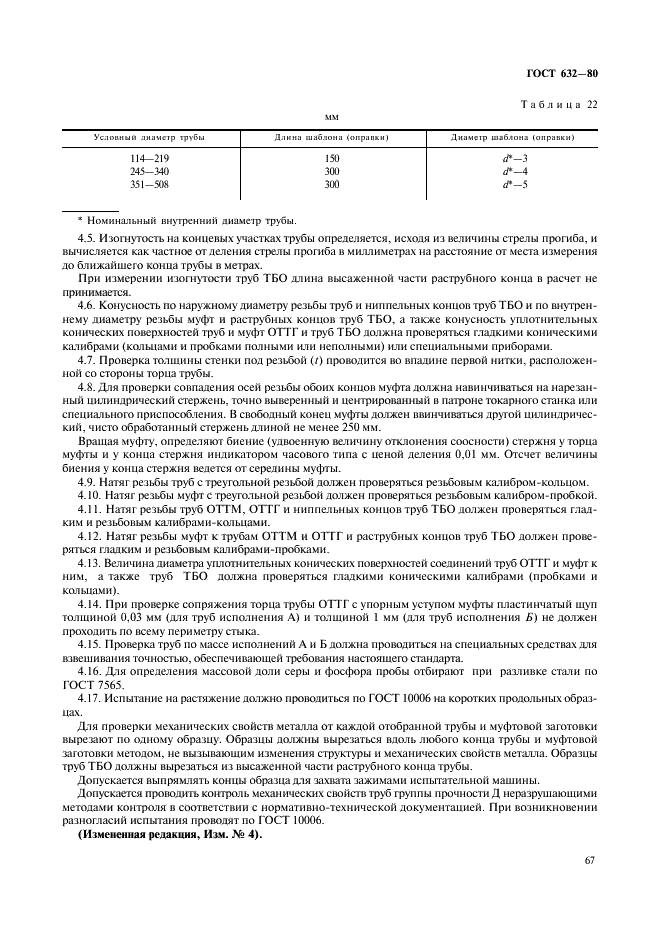 ГОСТ 632—80
Таблица 22
мм
Условный диаметр трубы Длина шаблона (оправки) Диаметр шаблона (оправки)
114—219 150 d*—3
245—340 300 d*—4
351—508 300 d*—5
* Номинальный внутренний диаметр трубы.
4.5. Изогнутость на концевых участках трубы определяется, исходя из величины стрелы прогиба, и
вычисляется как частное от деления стрелы прогиба в миллиметрах на расстояние от места измерения
до ближайшего конца трубы в метрах.
При измерении изогнутости труб ТБО длина высаженной части раструбного конца в расчет не
принимается.
4.6. Конусность по наружному диаметру резьбы труб и ниппельных концов труб ТБО и по внутрен-
нему диаметру резьбы муфт и раструбных концов труб ТБО, а также конусность уплотнительных
конических поверхностей труб и муфт ОТТГ и труб ТБО должна проверяться гладкими коническими
калибрами (кольцами и пробками полными или неполными) или специальными приборами.
4.7. Проверка толщины стенки под резьбой (t) проводится во впадине первой нитки, расположен-
ной со стороны торца трубы.
4.8. Для проверки совпадения осей резьбы обоих концов муфта должна навинчиваться на нарезан-
ный цилиндрический стержень, точно выверенный и центрированный в патроне токарного станка или
специального приспособления. В свободный конец муфты должен ввинчиваться другой цилиндричес-
кий, чисто обработанный стержень длиной не менее 250 мм.
Вращая муфту, определяют биение (удвоенную величину отклонения соосности) стержня у торца
муфты и у конца стержня индикатором часового типа с ценой деления 0,01 мм. Отсчет величины
биения у конца стержня ведется от середины муфты.
4.9. Натяг резьбы труб с треугольной резьбой должен проверяться резьбовым калибром-кольцом.
4.10. Натяг резьбы муфт с треугольной резьбой должен проверяться резьбовым калибром-пробкой.
4.11. Натяг резьбы труб ОТТМ, ОТТГ и ниппельных концов труб ТБО должен проверяться глад-
ким и резьбовым калибрами-кольцами.
4.12. Натяг резьбы муфт к трубам ОТТМ и ОТТГ и раструбных концов труб ТБО должен прове-
ряться гладким и резьбовым калибрами-пробками.
4.13. Величина диаметра уплотнительных конических поверхностей соединений труб ОТТГ и муфт к
ним, а также труб ТБО должна проверяться гладкими коническими калибрами (пробками и
кольцами).
4.14. При проверке сопряжения торца трубы ОТТГ с упорным уступом муфты пластинчатый щуп
толщиной 0,03 мм (для труб исполнения А) и толщиной 1 мм (для труб исполнения Б) не должен
проходить по всему периметру стыка.
4.15. Проверка труб по массе исполнений А и Б должна проводиться на специальных средствах для
взвешивания точностью, обеспечивающей требования настоящего стандарта.
4.16. Для определения массовой доли серы и фосфора пробы отбирают при разливке стали по
ГОСТ 7565.
4.17. Испытание на растяжение должно проводиться по ГОСТ 10006 на коротких продольных образ-
цах.
Для проверки механических свойств металла от каждой отобранной трубы и муфтовой заготовки
вырезают по одному образцу. Образцы должны вырезаться вдоль любого конца трубы и муфтовой
заготовки методом, не вызывающим изменения структуры и механических свойств металла. Образцы
труб ТБО должны вырезаться из высаженной части раструбного конца трубы.
Допускается выпрямлять концы образца для захвата зажимами испытательной машины.
Допускается проводить контроль механических свойств труб группы прочности Д неразрушающими
методами контроля в соответствии с нормативно-технической документацией. При возникновении
разногласий испытания проводят по ГОСТ 10006.
(Измененная редакция, Изм. № 4).
67